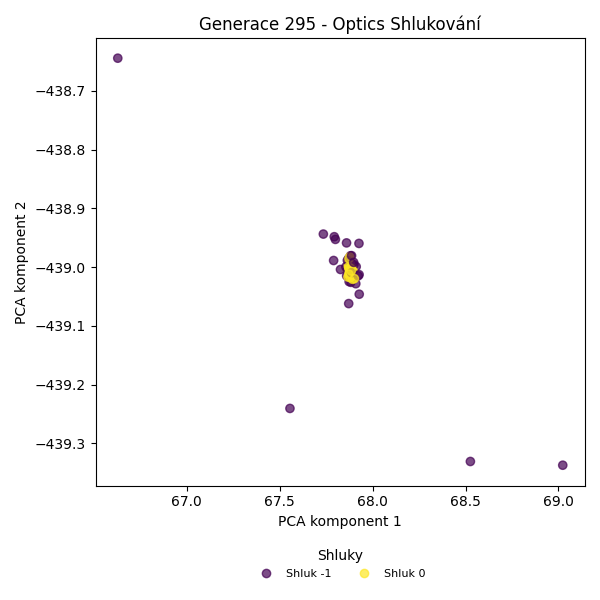 Generace 295 - Optics Shlukování
PCA komponent 2
−438.7
−438.8
−438.9
−439.0
−439.1
−439.2
−439.3
67.0 67.5 68.0 68.5 69.0
PCA komponent 1
Shluky
Shluk -1 Shluk 0